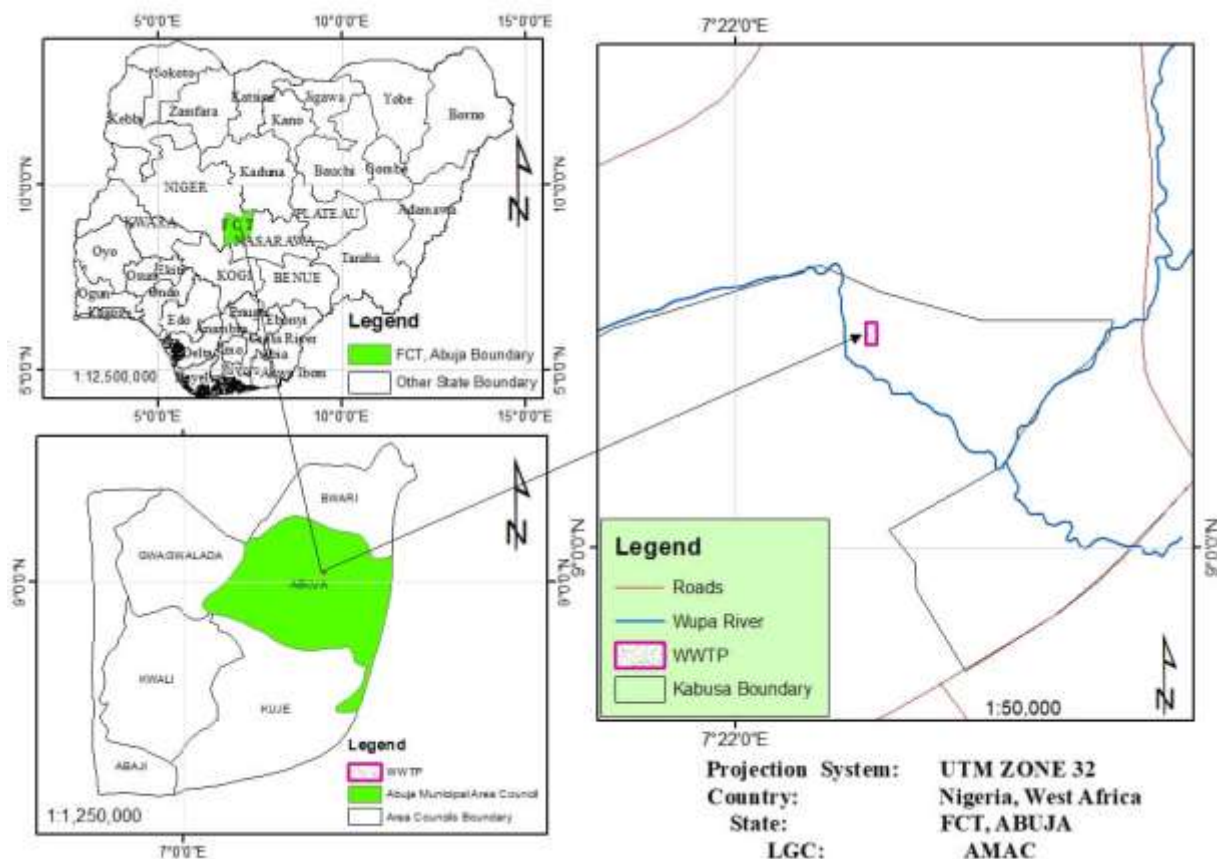 5°0'0"E
10°0'0"E
15°0'0"E
Sokoto
Katsina
Jigawa
Yobe
Borno
Kebbi
Zamfara
Kano
Kaduna
Bauchi
Gombe
NIGER
10°0'0"N
10°0'0"N
N
PLATEAU
Adamawa
KWARA
FCT
NASARAWA
Oyo
Taraba
Osun
Ekiti
KOGI
BENUE
Ogun
Ondo
Edo
Anambra
Ebonyi
Delta
Legend
FCT, Abuja Boundary
Other State Boundary
1:12,500,000
5°0'0"N
5°0'0"N
5°0'0"E
10°0'0"E
15°0'0"E
BWARI
N
GWAGWALADA
9°0'0"N
ABUJA
9°0'0"N
KWALI
KUJE
ABAJI
Legend
WWTP
Abuja Municipal Area Council
Area Councils Boundary
1:1,250,000
7°0'0"E
7°22'0"E
9°0'0"N
9°0'0"N
Legend
Roads
Wupa River
WWTP
Kabusa Boundary
1:50,000
N
7°22'0"E
Projection System: UTM ZONE 32
Country: Nigeria, West Africa
State: FCT, ABUJA
LGC: AMAC